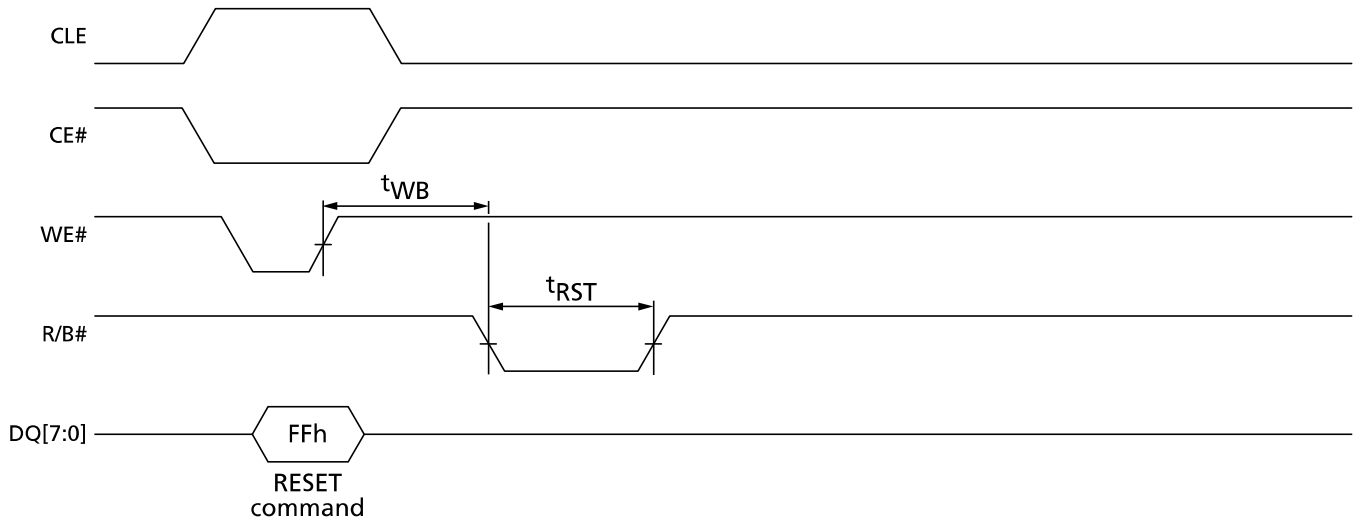 CLE
CE#
tWB
WE#
tRST
R/B#
DQ[7:0]
FFh
RESET
command